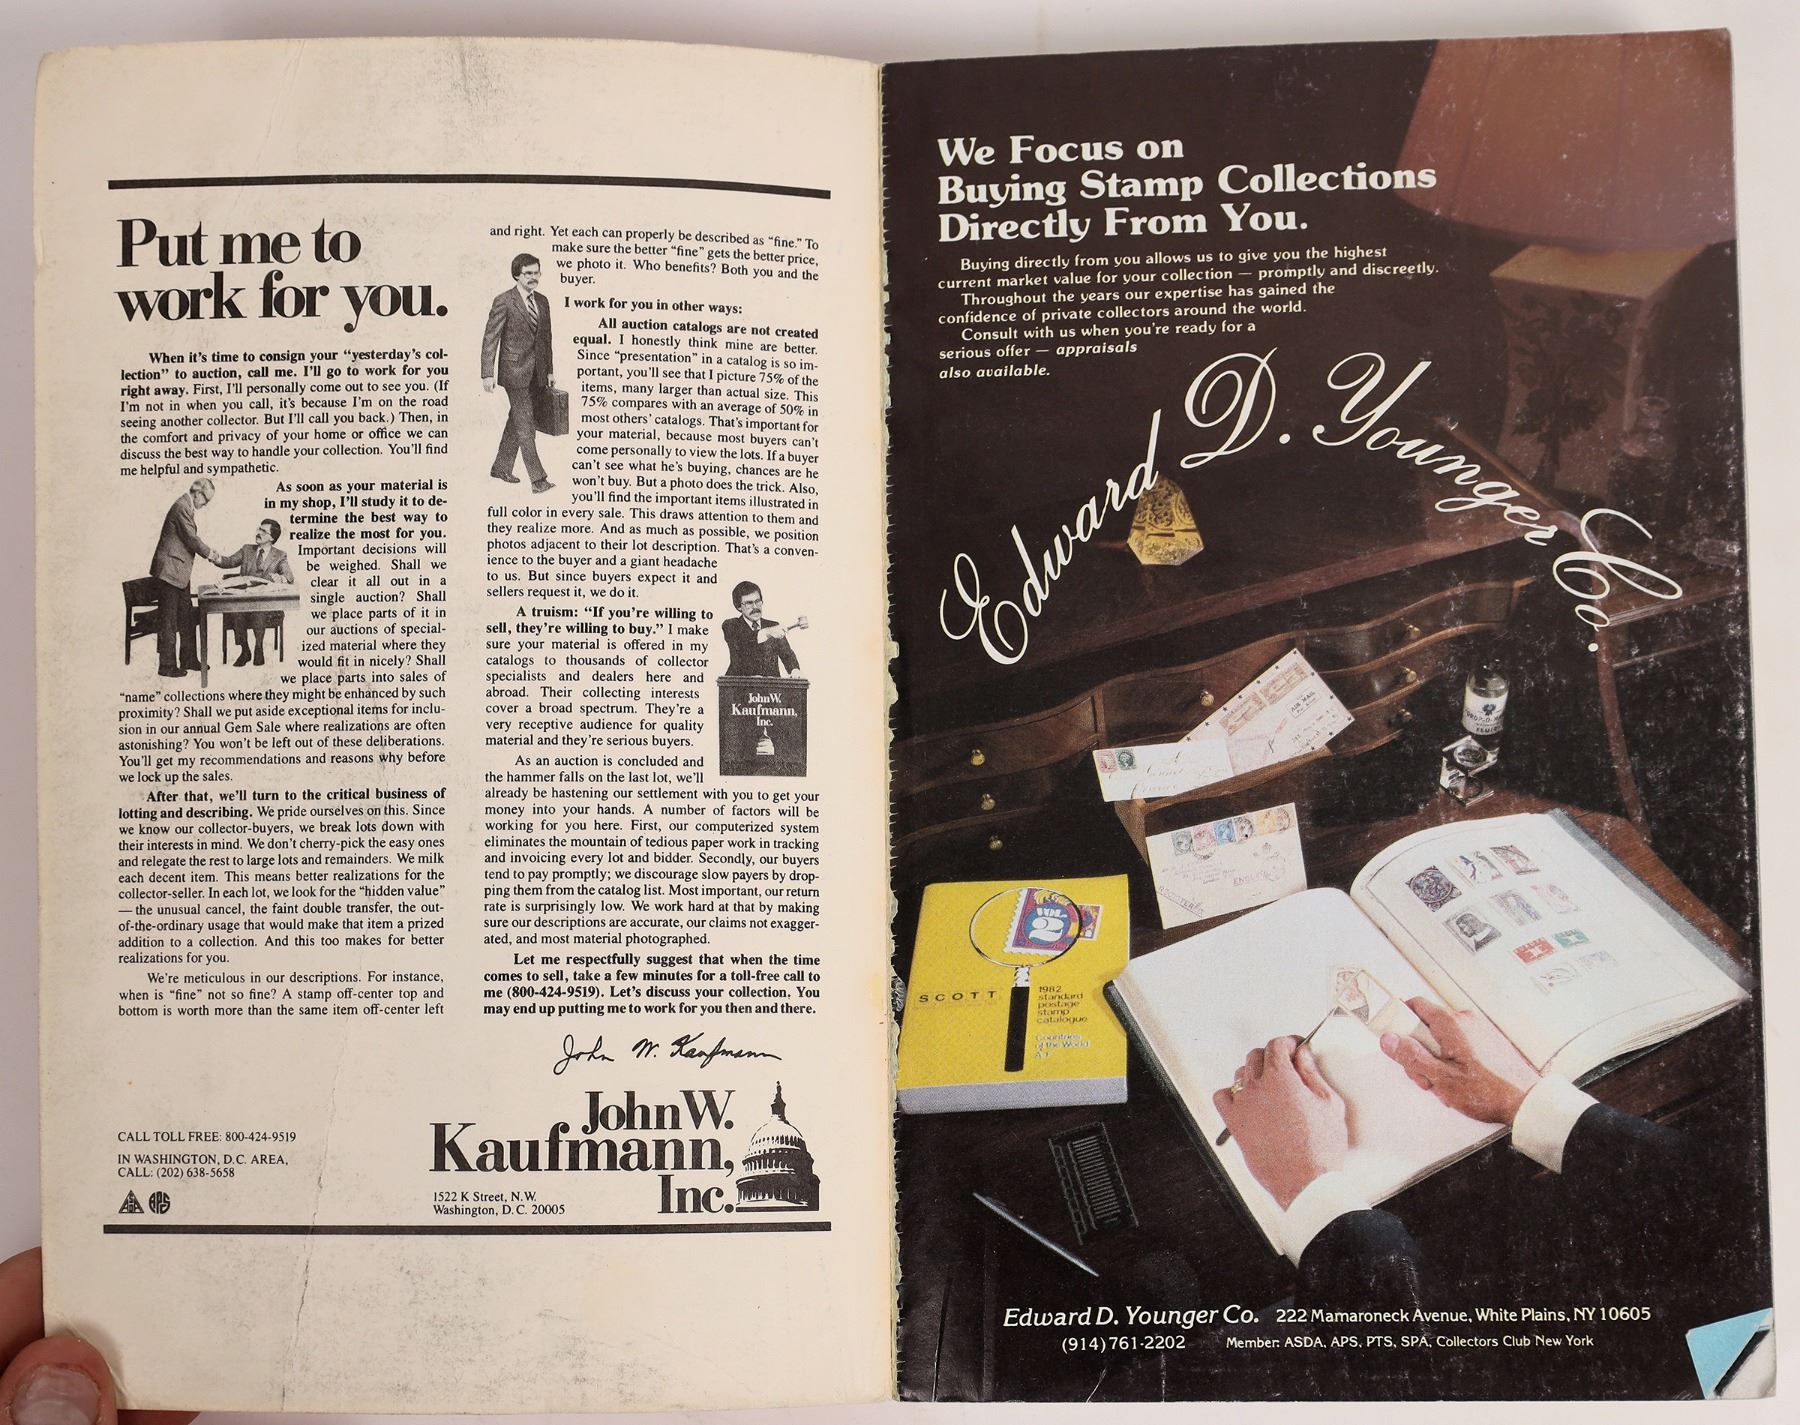 Put me to
work for you.
When it's time to consign your "yesterday's col-
lection" to auction, call me. I'll go to work for you
right away. First, I'll personally come out to see you. (If
I'm not in when you call, it's because I'm on the road
seeing another collector. But I'll call you back.) Then, in
the comfort and privacy of your home or office we can
discuss the best way to handle your collection. You'll find
me helpful and sympathetic.
As soon as your material is
in my shop, I'll study it to de-
termine the best way to
realize the most for you.
Important decisions will
be weighed. Shall we
clear it all out in a
single auction? Shall
we place parts of it in
our auctions of special-
ized material where they
would fit in nicely? Shall
we place parts into sales of
"name" collections where they might be enhanced by such
proximity? Shall we put aside exceptional items for inclu-
sion in our annual Gem Sale where realizations are often
astonishing? You won't be left out of these deliberations.
You'll get my recommendations and reasons why before
we lock up the sales.
After that, we'll turn to the critical business of
lotting and describing. We pride ourselves on this. Since
we know our collector-buyers, we break lots down with
their interests in mind. We don't cherry-pick the easy ones
and relegate the rest to large lots and remainders. We milk
each decent item. This means better realizations for the
collector-seller. In each lot, we look for the "hidden value"
— the unusual cancel, the faint double transfer, the out-
of-the-ordinary usage that would make that item a prized
addition to a collection. And this too makes for better
realizations for you.
We're meticulous in our descriptions. For instance,
when is "fine" not so fine? A stamp off-center top and
bottom is worth more than the same item off-center left
and right. Yet each can properly be described as "fine." To
make sure the better "fine" gets the better price,
we photo it. Who benefits? Both you and the
buyer.
I work for you in other ways:
All auction catalogs are not created
equal. I honestly think mine are better.
Since "presentation" in a catalog is so im-
portant, you'll see that I picture 75% of the
items, many larger than actual size. This
75% compares with an average of 50% in
most others' catalogs. That's important for
your material, because most buyers can't
come personally to view the lots. If a buyer
can't see what he's buying, chances are he
won't buy. But a photo does the trick. Also,
you'll find the important items illustrated in
full color in every sale. This draws attention to them and
they realize more. And as much as possible, we position
photos adjacent to their lot description. That's a conven-
ience to the buyer and a giant headache
to us. But since buyers expect it and
sellers request it, we do it.
A truism: "If you're willing to
sell, they're willing to buy." I make
sure your material is offered in my
catalogs to thousands of collector
specialists and dealers here and
abroad. Their collecting interests
cover a broad spectrum. They're a
very receptive audience for quality
material and they're serious buyers.
John W.
Kaufmann,
Inc.
As an auction is concluded and
the hammer falls on the last lot, we'll
already be hastening our settlement with you to get your
money into your hands. A number of factors will be
working for you here. First, our computerized system
eliminates the mountain of tedious paper work in tracking
and invoicing every lot and bidder. Secondly, our buyers
tend to pay promptly; we discourage slow payers by drop-
ping them from the catalog list. Most important, our return
rate is surprisingly low. We work hard at that by making
sure our descriptions are accurate, our claims not exagger-
ated, and most material photographed.
Let me respectfully suggest that when the time
comes to sell, take a few minutes for a toll-free call to
me (800-424-9519). Let's discuss your collection. You
may end up putting me to work for you then and there.
John W. Kaufmann
John W.
Kaufmann,
Inc.
CALL TOLL FREE: 800-424-9519
IN WASHINGTON, D.C. AREA,
CALL: (202) 638-5658
ASDA APS
1522 K Street, N.W.
Washington, D.C. 20005
We Focus on
Buying Stamp Collections
Directly From You.
Buying directly from you allows us to give you the highest
current market value for your collection — promptly and discreetly.
Throughout the years our expertise has gained the
confidence of private collectors around the world.
Consult with us when you're ready for a
serious offer — appraisals
also available.
Edward D. Younger Co.
AIR MAIL
ENGLAND
VOL 2
SCOTT
1982
standard
postage
stamp
catalogue
Countries
of the World
A-F
Edward D. Younger Co. 222 Mamaroneck Avenue, White Plains, NY 10605
(914) 761-2202 Member: ASDA, APS, PTS, SPA, Collectors Club New York